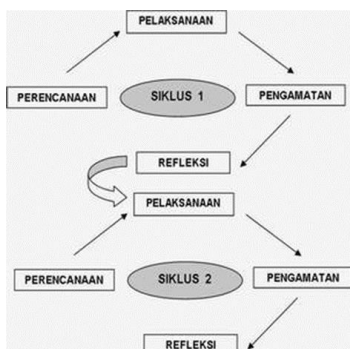 PELAKSANAAN
PERENCANAAN
SIKLUS 1
PENGAMATAN
REFLEKSI
PELAKSANAAN
PERENCANAAN
SIKLUS 2
PENGAMATAN
REFLEKSI